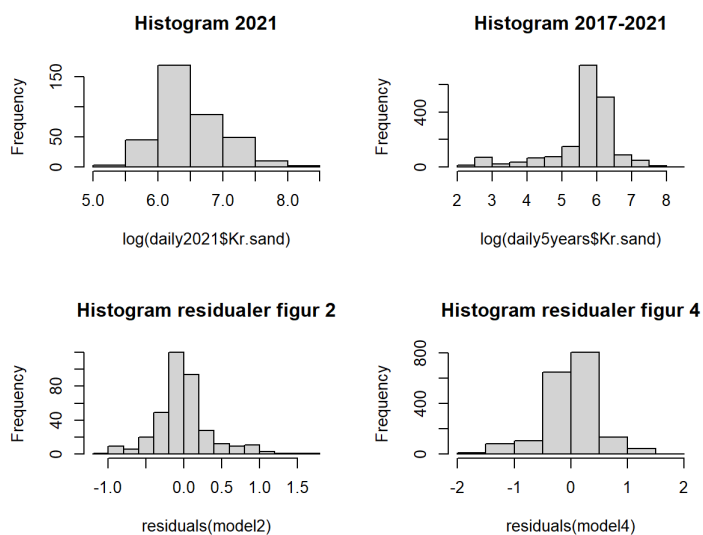 Histogram 2021
Frequency
0 50 150
5.0 6.0 7.0 8.0
log(daily2021$Kr.sand)
Histogram 2017-2021
Frequency
0 400
2 3 4 5 6 7 8
log(daily5years$Kr.sand)
Histogram residualer figur 2
Frequency
0 40 80
-1.0 0.0 1.0 1.5
residuals(model2)
Histogram residualer figur 4
Frequency
0 400 800
-2 -1 0 1 2
residuals(model4)